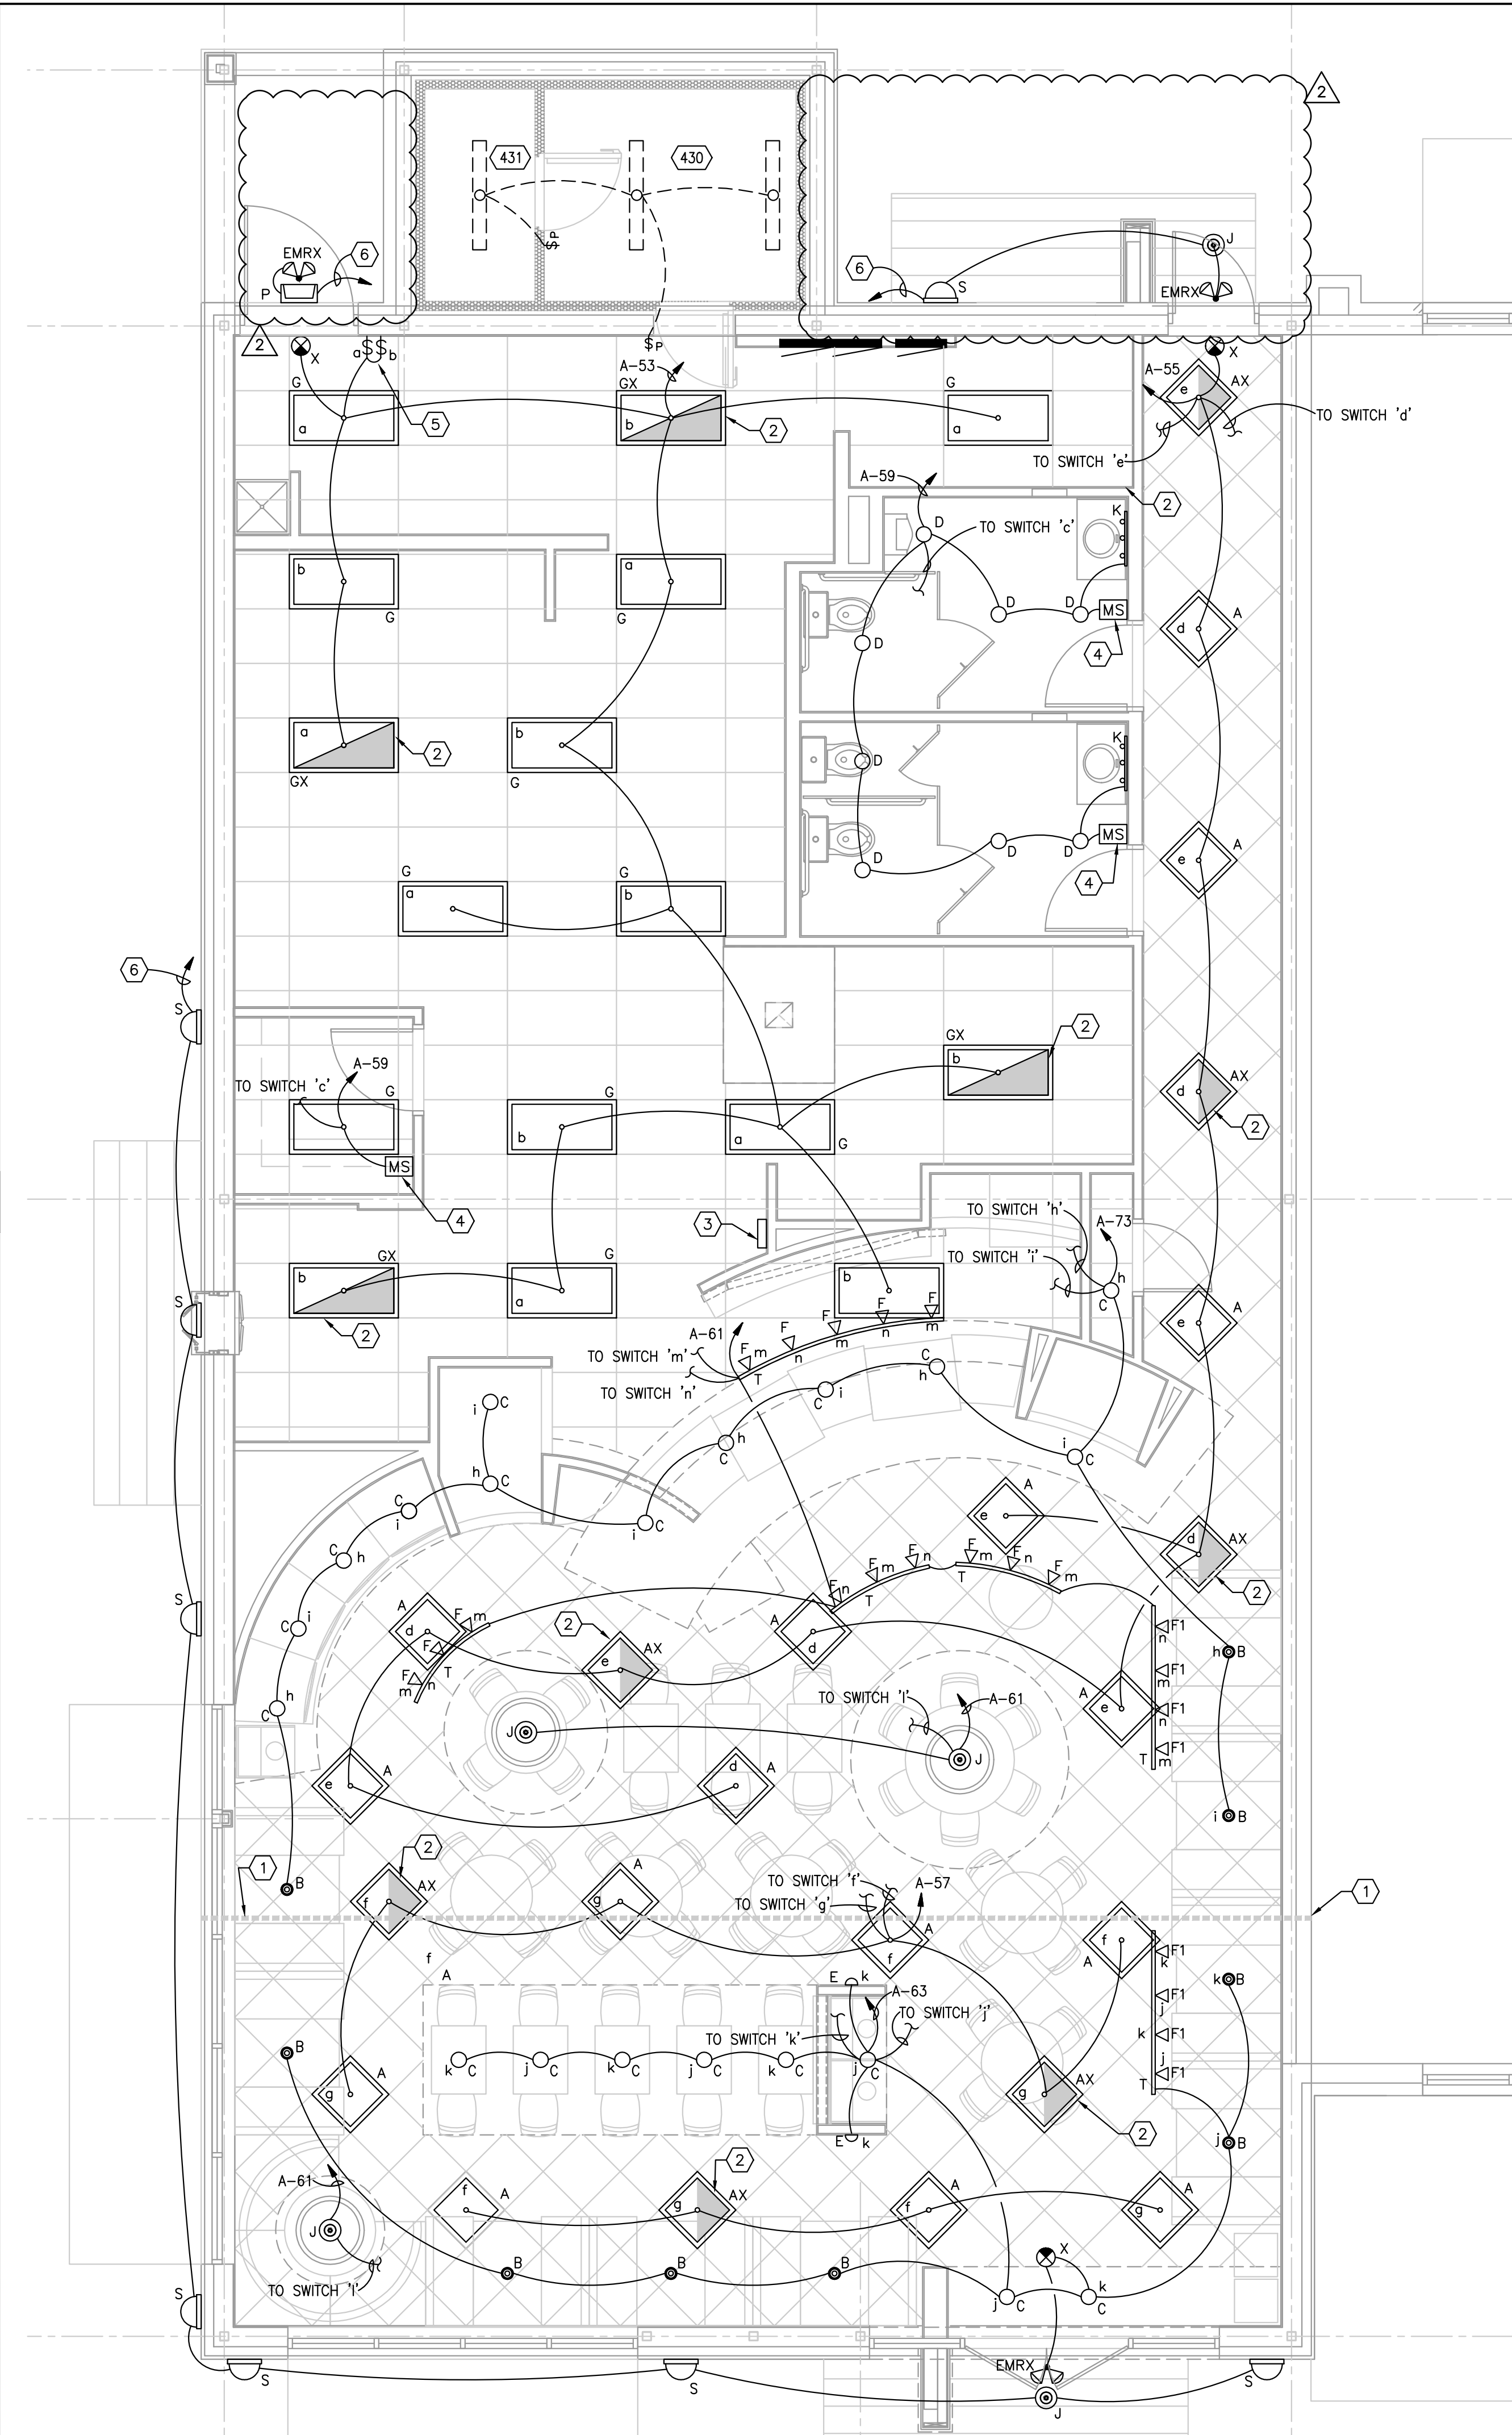 2
431
430
EMRX
6
P
6
S
J
EMRX
$P
2
X
a$$b
$P
A-53
GX
X
A-55
AX
G
a
5
b
2
G
a
e
TO SWITCH 'd'
TO SWITCH 'e'
A-59
2
D
TO SWITCH 'c'
K
b
G
a
G
D
D
MS
d
A
D
4
a
2
GX
b
G
D
K
D
D
MS
e
A
D
4
G
a
G
b
6
S
GX
2
b
A-59
TO SWITCH 'c'
G
G
b
a
G
d
AX
2
MS
4
3
TO SWITCH 'h'
A-73
TO SWITCH 'i'
GX
b
G
a
b
h
C
e
A
S
2
A-61
TO SWITCH 'm'
TO SWITCH 'n'
F
m
F
n
F
m
F
n
F
m
T
C
h
C
i
i
C
h
C
i
C
h
C
C
i
i
C
A
e
AX
d
2
C
h
F
n
F
m
F
n
T
F
m
F
n
F
m
T
S
C
i
A
d
F
m
F
n
F
m
T
2
e
AX
A
d
h
B
F1
n
F1
m
F1
n
F1
m
T
A
e
h
C
J
TO SWITCH 'l'
A-61
J
e
A
d
A
i
B
1
B
2
AX
f
A
g
TO SWITCH 'f'
TO SWITCH 'g'
A-57
A
f
1
f
A
F1
k
F1
j
F1
k
F1
j
T
f
A
E
k
A-63
TO SWITCH 'j'
TO SWITCH 'k'
k
B
B
k
C
j
C
k
C
j
C
k
C
j
C
g
A
g
AX
2
E
k
j
B
A-61
J
TO SWITCH 'l'
f
A
2
g
AX
f
A
g
A
B
B
B
X
j
C
k
C
S
S
S
EMRX
J
S